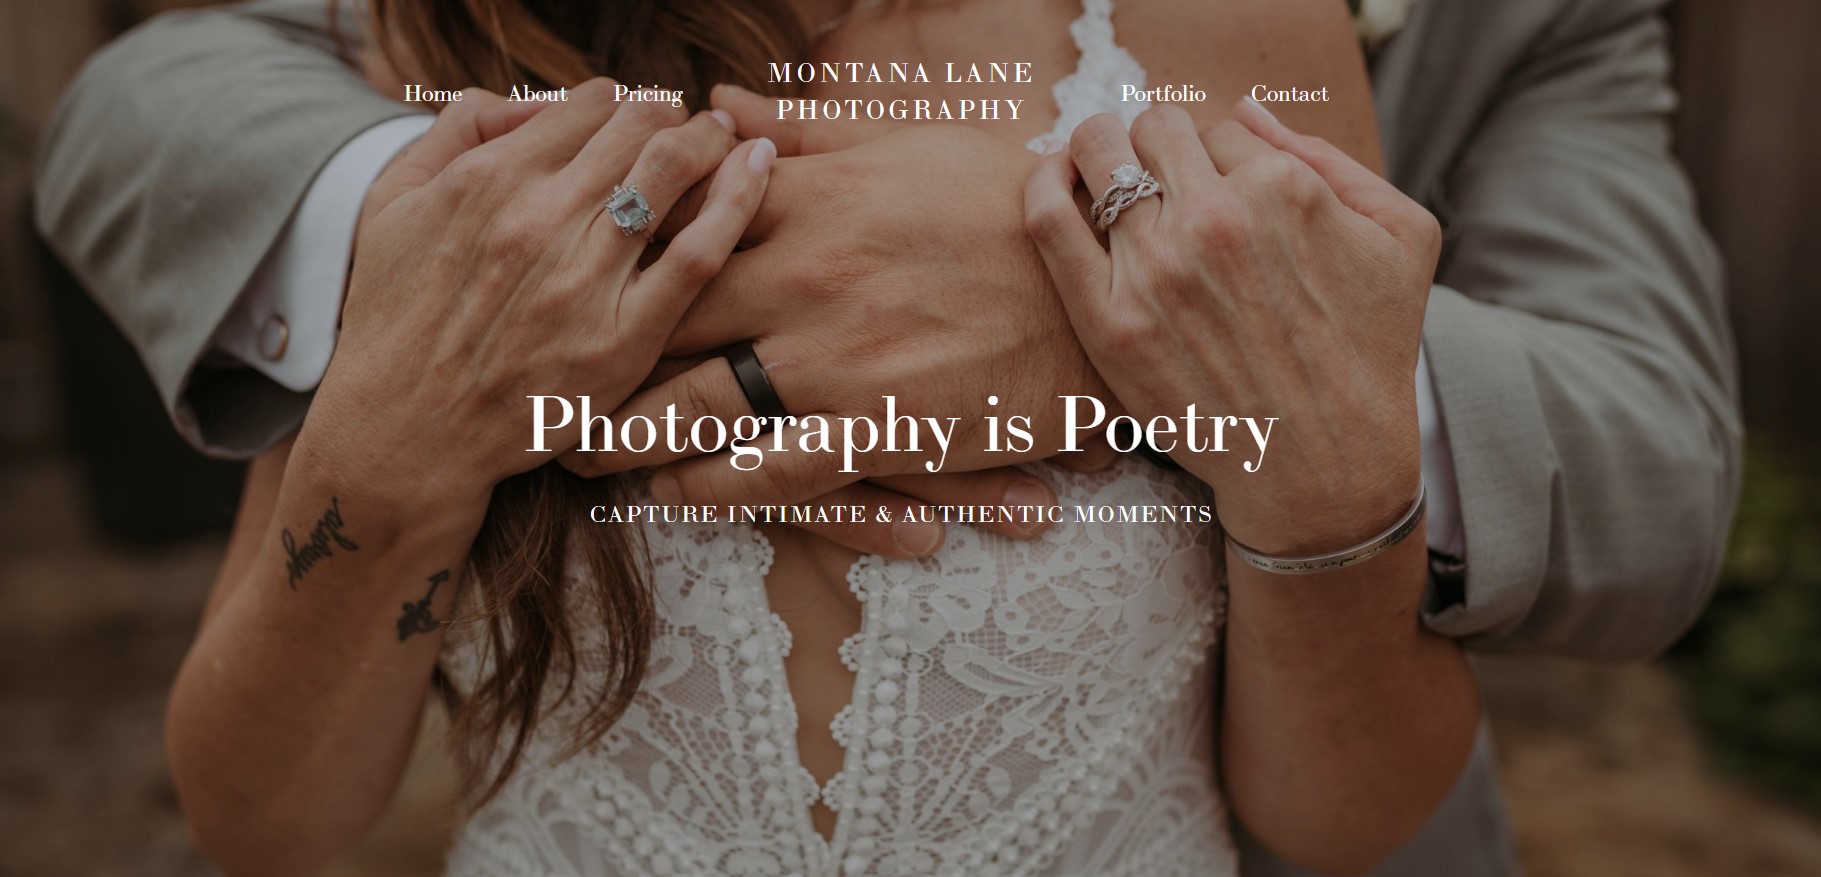 Home About Pricing
MONTANA LANE
PHOTOGRAPHY
Portfolio Contact
Photography is Poetry
CAPTURE INTIMATE & AUTHENTIC MOMENTS